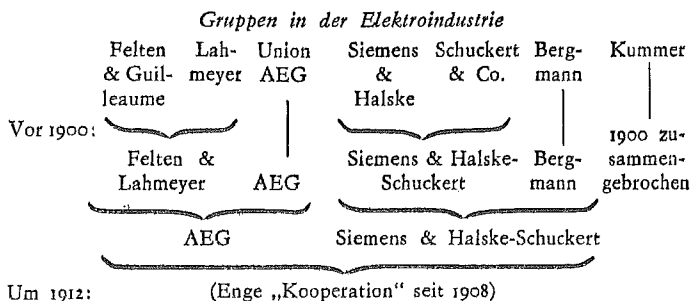 Gruppen in der Elektroindustrie
Felten Lah- Union Siemens Schuckert Berg- Kummer
& Guil- meyer AEG & & Co. mann
leaume Halske
Vor 1900: 1900 zu-
Felten & Siemens & Halske- Berg- sammen-
Lahmeyer AEG Schuckert mann gebrochen
AEG Siemens & Halske-Schuckert
Um 1912: (Enge „Kooperation“ seit 1908)